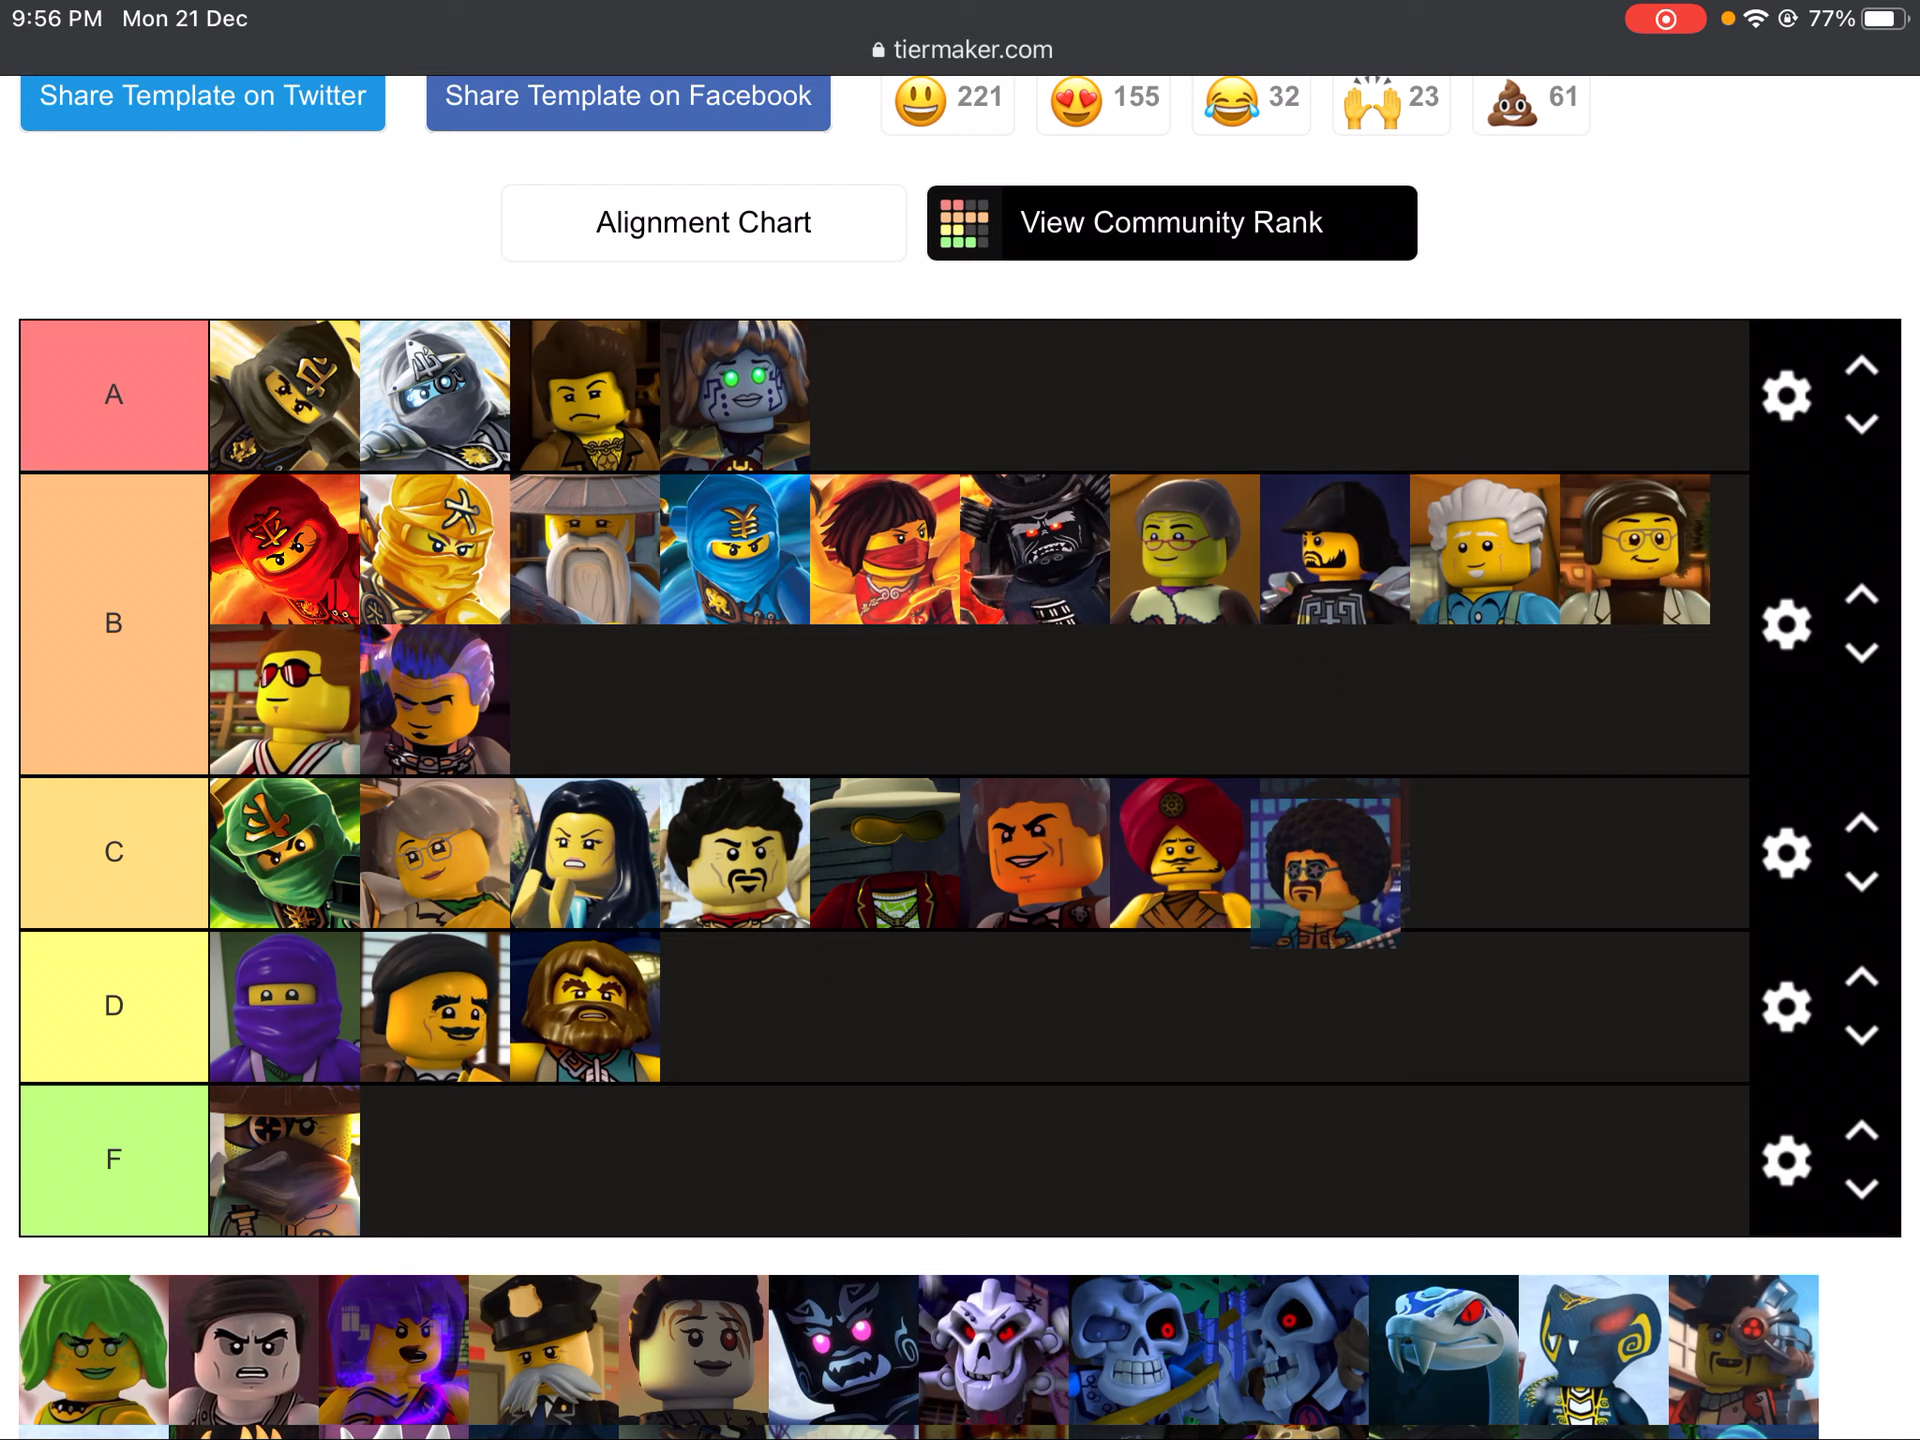 9:56 PM Mon 21 Dec
77%
tiermaker.com
Share Template on Twitter
Share Template on Facebook
221
155
32
23
61
Alignment Chart
View Community Rank
A
B
C
D
F